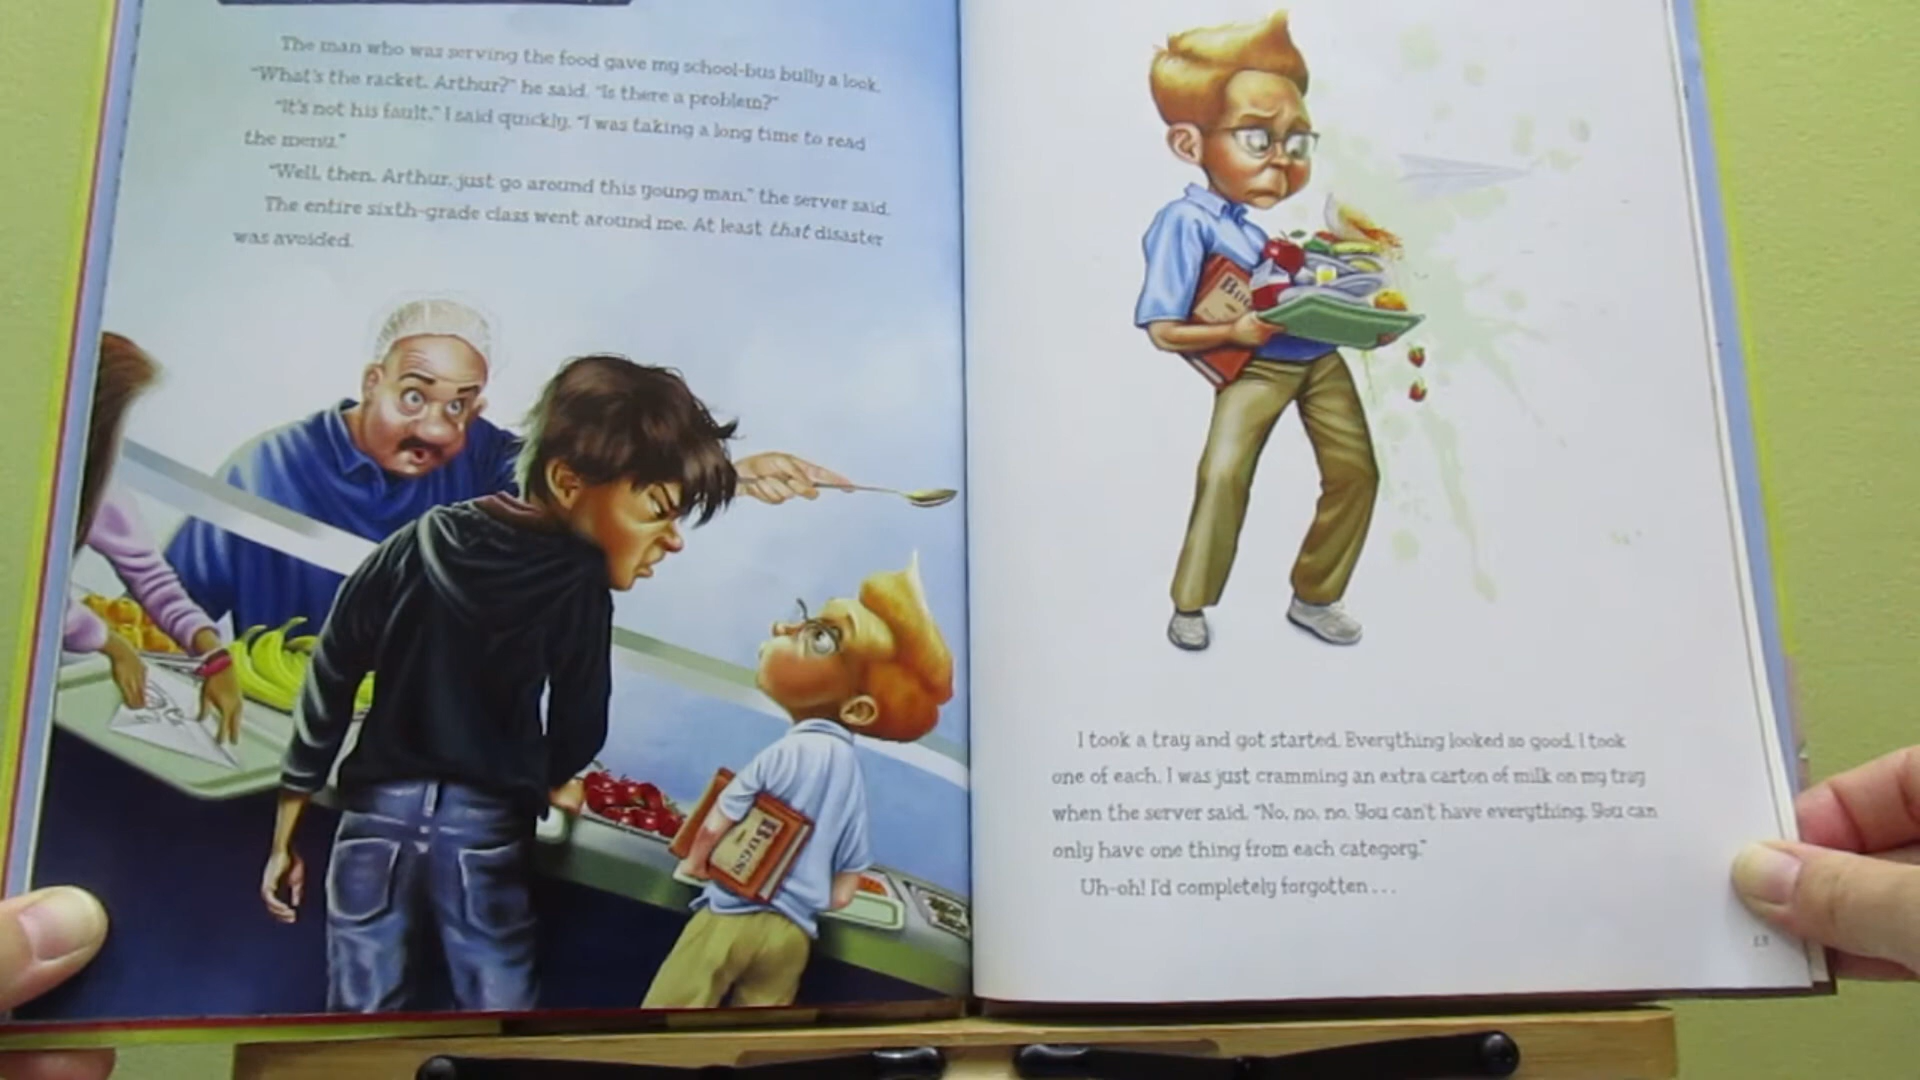 The man who was serving the food gave my school-bus bully a look.
"What's the racket, Arthur?" he said. "Is there a problem?"
"It's not his fault," I said quickly. "I was taking a long time to read
the menu."
"Well, then, Arthur, just go around this young man," the server said.
The entire sixth-grade class went around me. At least that disaster
was avoided.
BUGS
I took a tray and got started. Everything looked so good. I took
one of each. I was just cramming an extra carton of milk on my tray
when the server said, "No, no, no. You can't have everything. You can
only have one thing from each category."
Uh-oh! I'd completely forgotten . . .
13